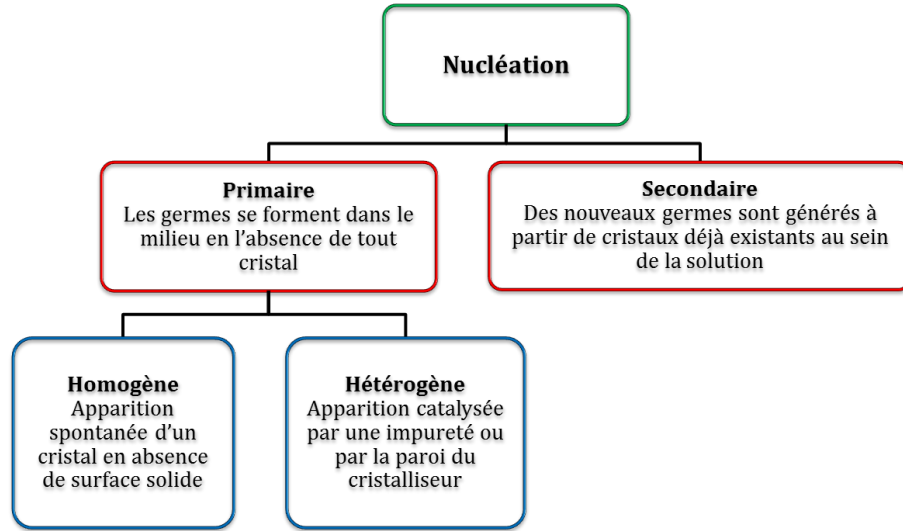 Nucléation
Primaire
Les germes se forment dans le
milieu en l'absence de tout
cristal
Secondaire
Des nouveaux germes sont générés à
partir de cristaux déjà existants au sein
de la solution
Homogène
Apparition
spontanée d'un
cristal en absence
de surface solide
Hétérogène
Apparition catalysée
par une impureté ou
par la paroi du
cristalliseur